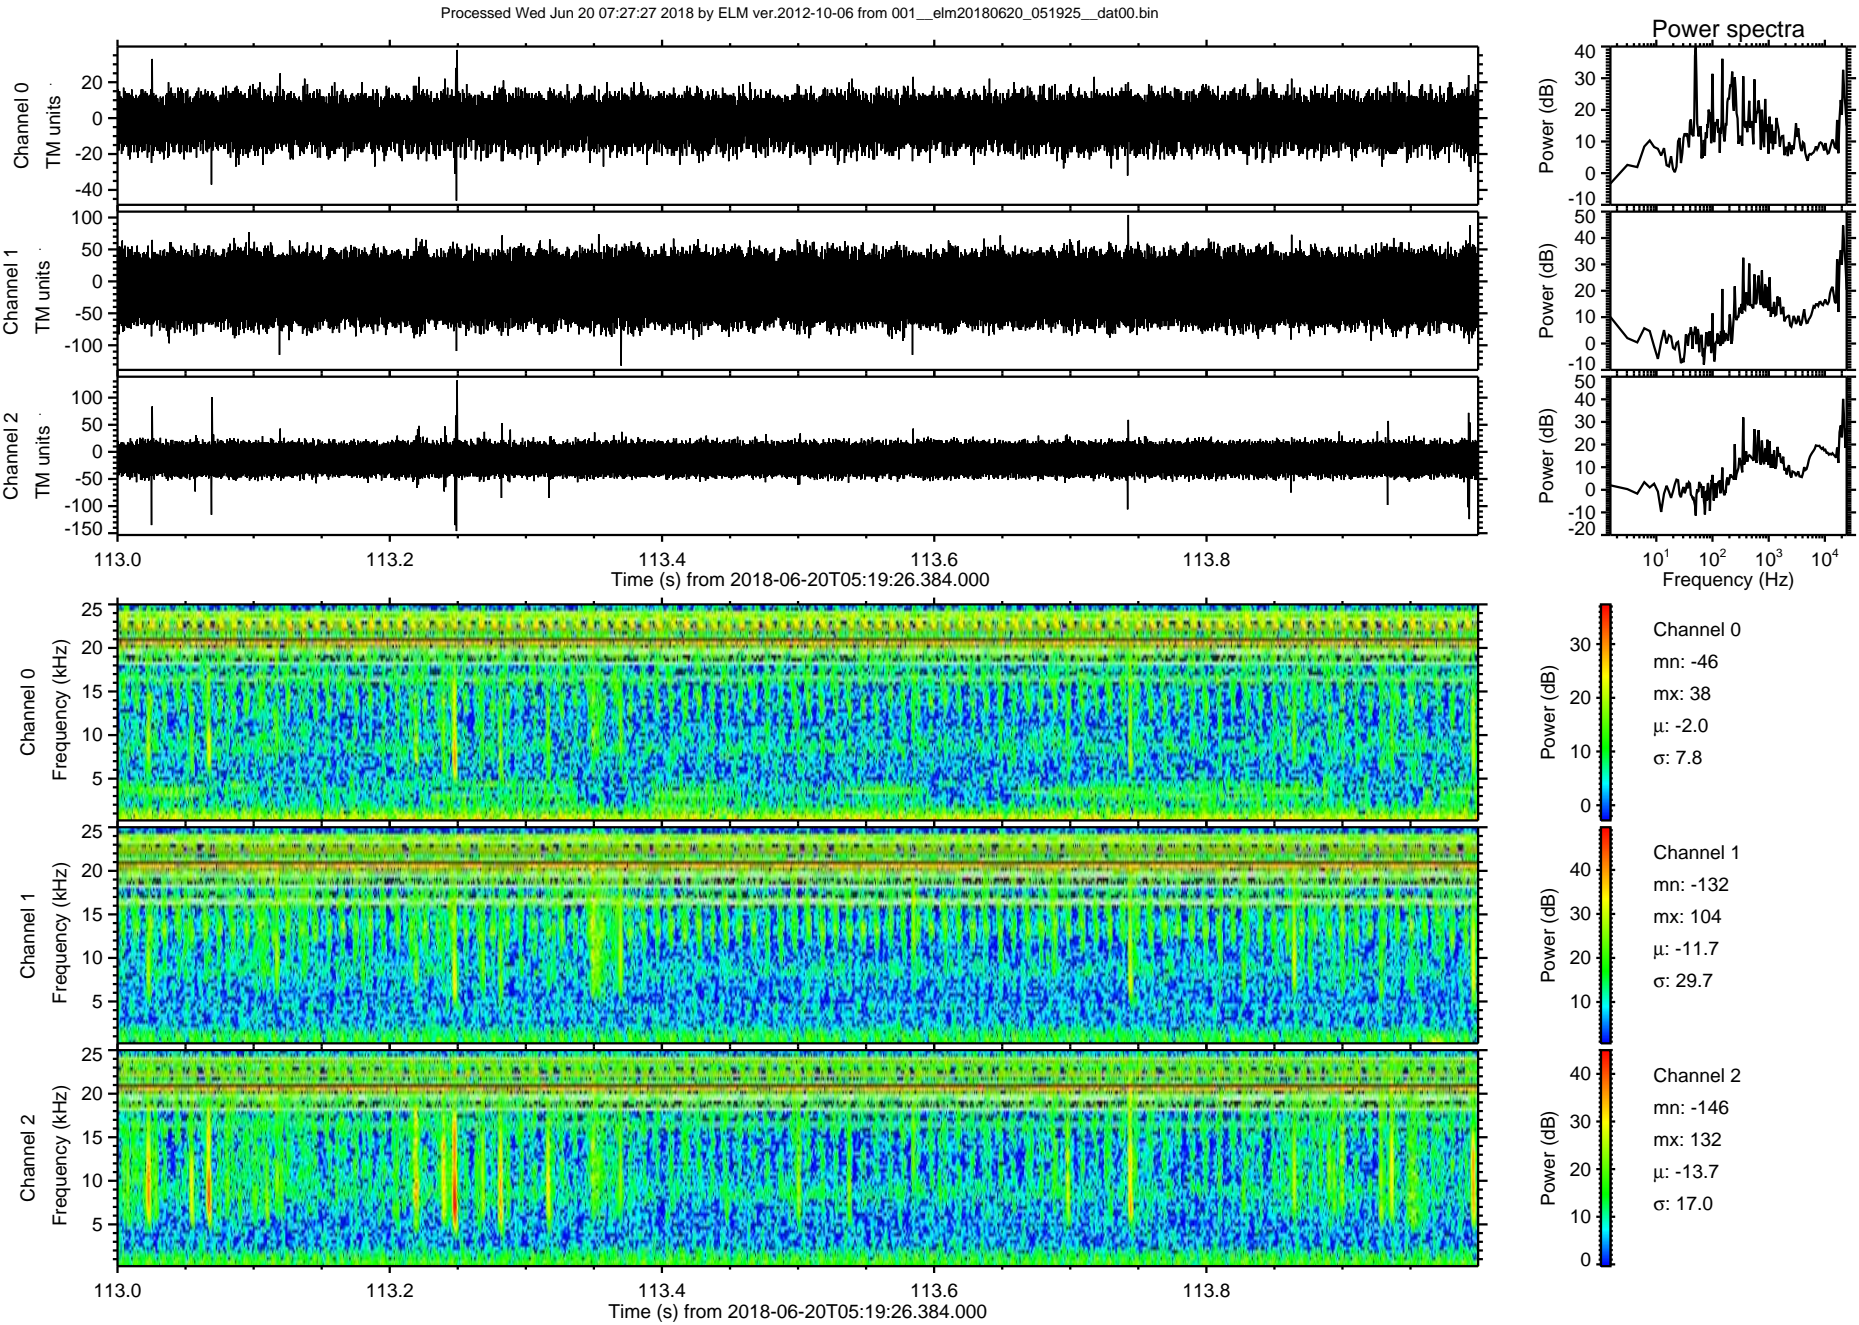 Processed Wed Jun 20 07:27:27 2018 by ELM ver.2012-10-06 from 001__elm20180620_051925__dat00.bin
Power spectra
Channel 0
TM units
20
0
-20
-40
Power (dB)
40
30
20
10
0
-10
Channel 1
TM units
100
50
0
-50
-100
Power (dB)
50
40
30
20
10
0
-10
Channel 2
TM units
100
50
0
-50
-100
-150
Power (dB)
50
40
30
20
10
0
-10
-20
113.0 113.2 113.4 113.6 113.8
Time (s) from 2018-06-20T05:19:26.384.000
10¹ 10² 10³ 10⁴
Frequency (Hz)
Channel 0
Frequency (kHz)
25
20
15
10
5
Power (dB)
30
20
10
0
Channel 0
mn: -46
mx: 38
µ: -2.0
σ: 7.8
Channel 1
Frequency (kHz)
25
20
15
10
5
Power (dB)
40
30
20
10
Channel 1
mn: -132
mx: 104
µ: -11.7
σ: 29.7
Channel 2
Frequency (kHz)
25
20
15
10
5
Power (dB)
40
30
20
10
0
Channel 2
mn: -146
mx: 132
µ: -13.7
σ: 17.0
113.0 113.2 113.4 113.6 113.8
Time (s) from 2018-06-20T05:19:26.384.000